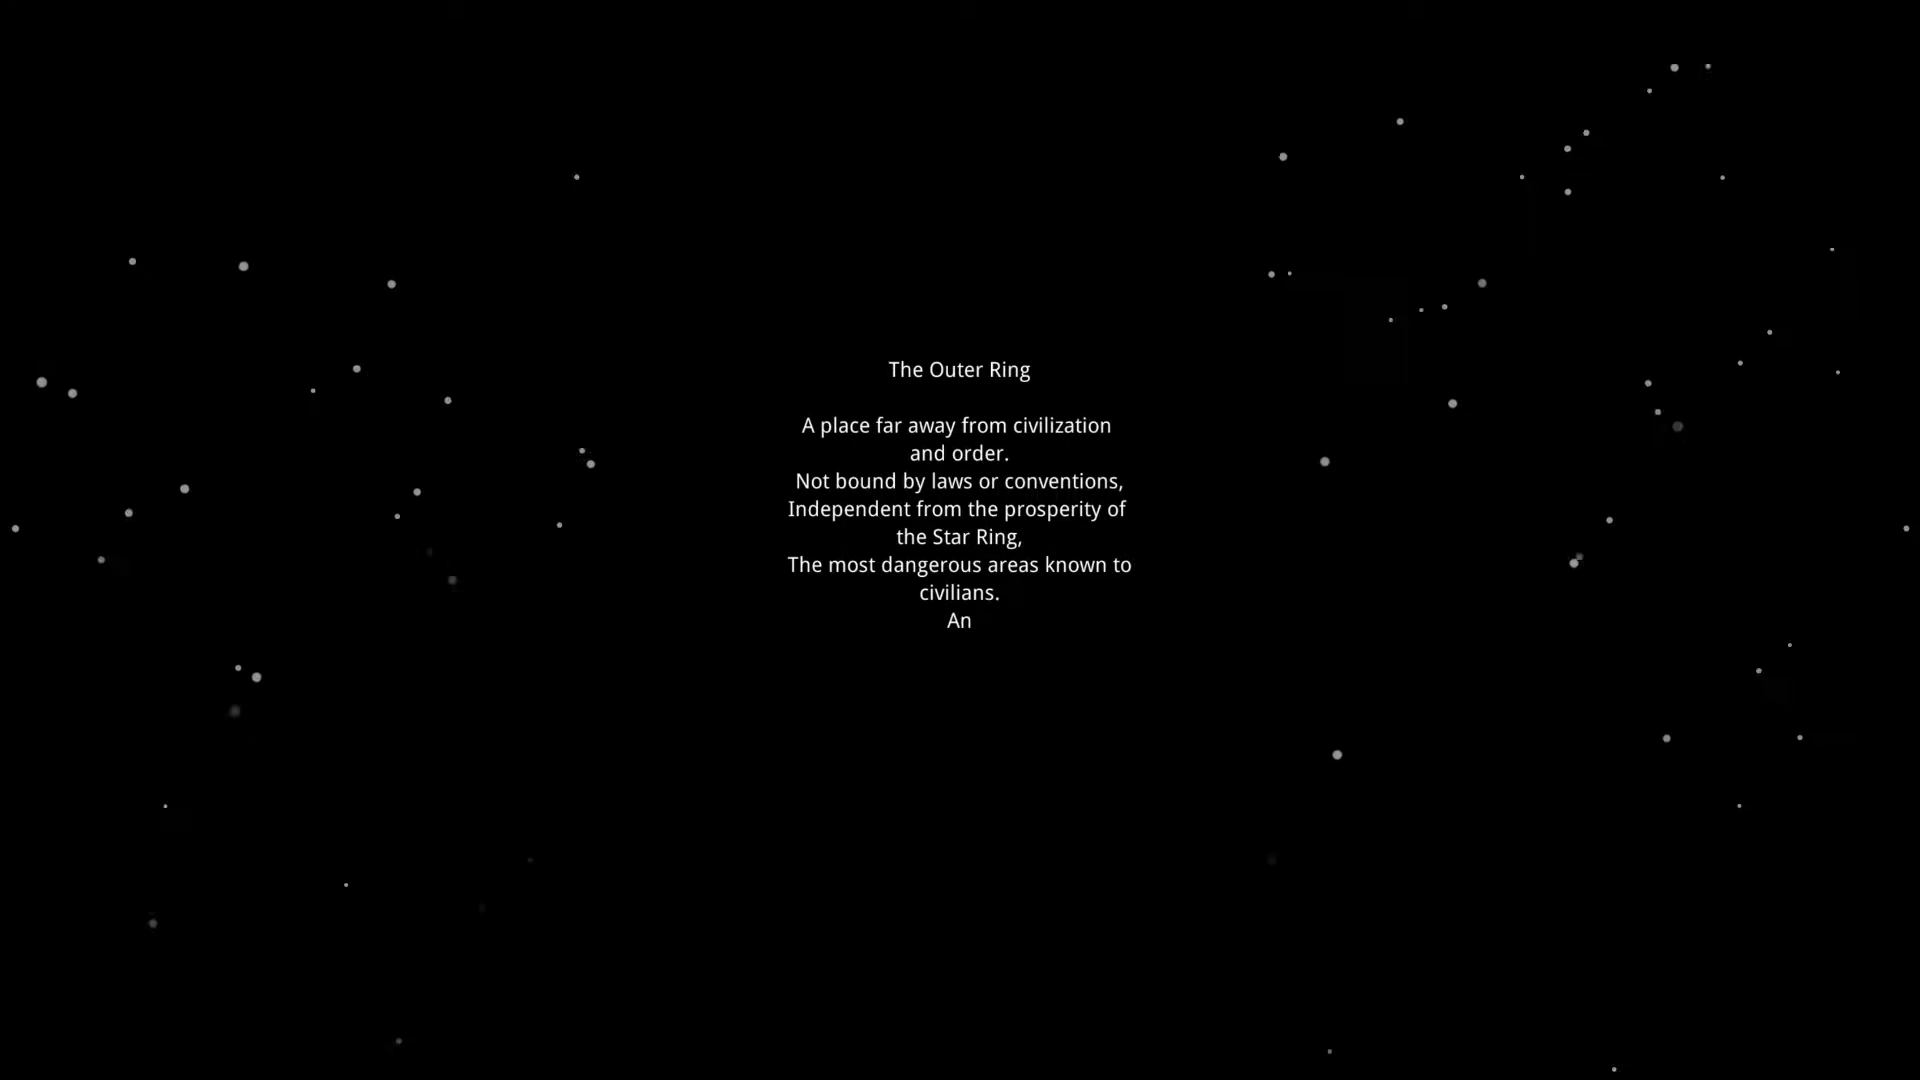 The Outer Ring
A place far away from civilization
and order.
Not bound by laws or conventions,
Independent from the prosperity of
the Star Ring,
The most dangerous areas known to
civilians.
An